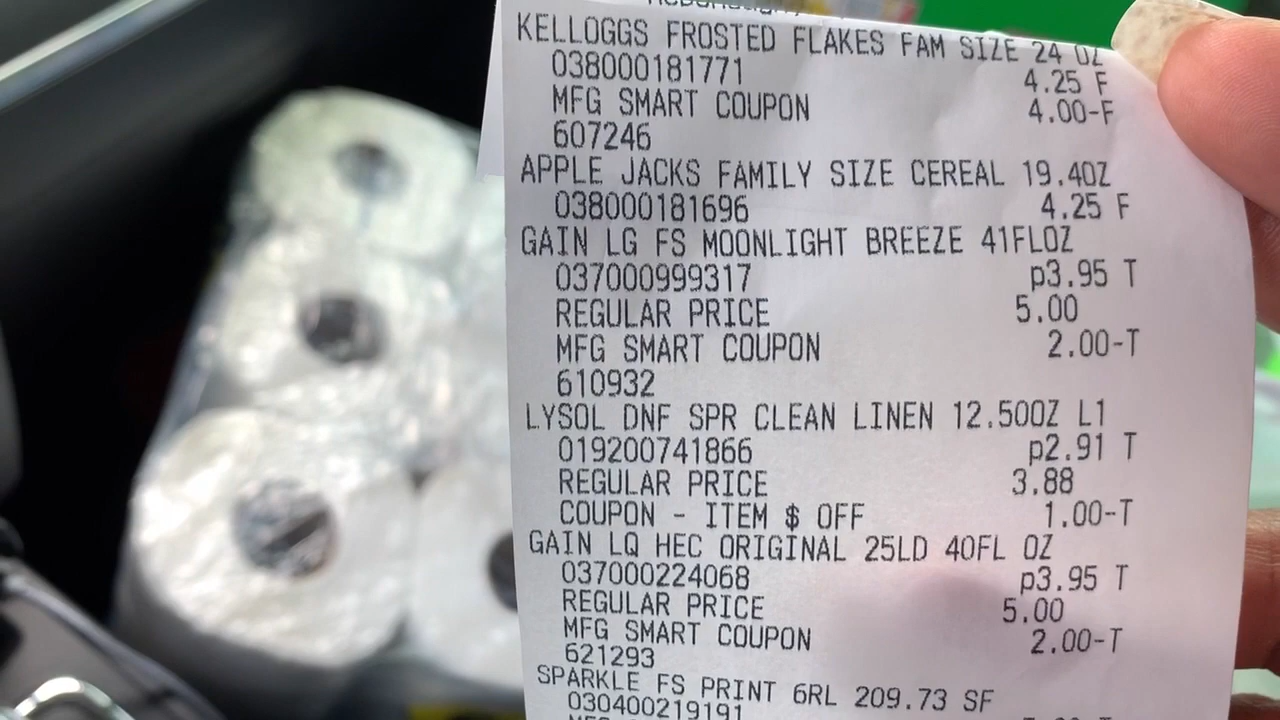 KELLOGGS FROSTED FLAKES FAM SIZE 24 OZ
038000181771 4.25 F
MFG SMART COUPON 4.00-F
607246
APPLE JACKS FAMILY SIZE CEREAL 19.4OZ
038000181696 4.25 F
GAIN LG FS MOONLIGHT BREEZE 41FLOZ
037000999317 p3.95 T
REGULAR PRICE 5.00
MFG SMART COUPON 2.00-T
610932
LYSOL DNF SPR CLEAN LINEN 12.50OZ L1
019200741866 p2.91 T
REGULAR PRICE 3.88
COUPON - ITEM $ OFF 1.00-T
GAIN LQ HEC ORIGINAL 25LD 40FL OZ
037000224068 p3.95 T
REGULAR PRICE 5.00
MFG SMART COUPON 2.00-T
621293
SPARKLE FS PRINT 6RL 209.73 SF
030400219191